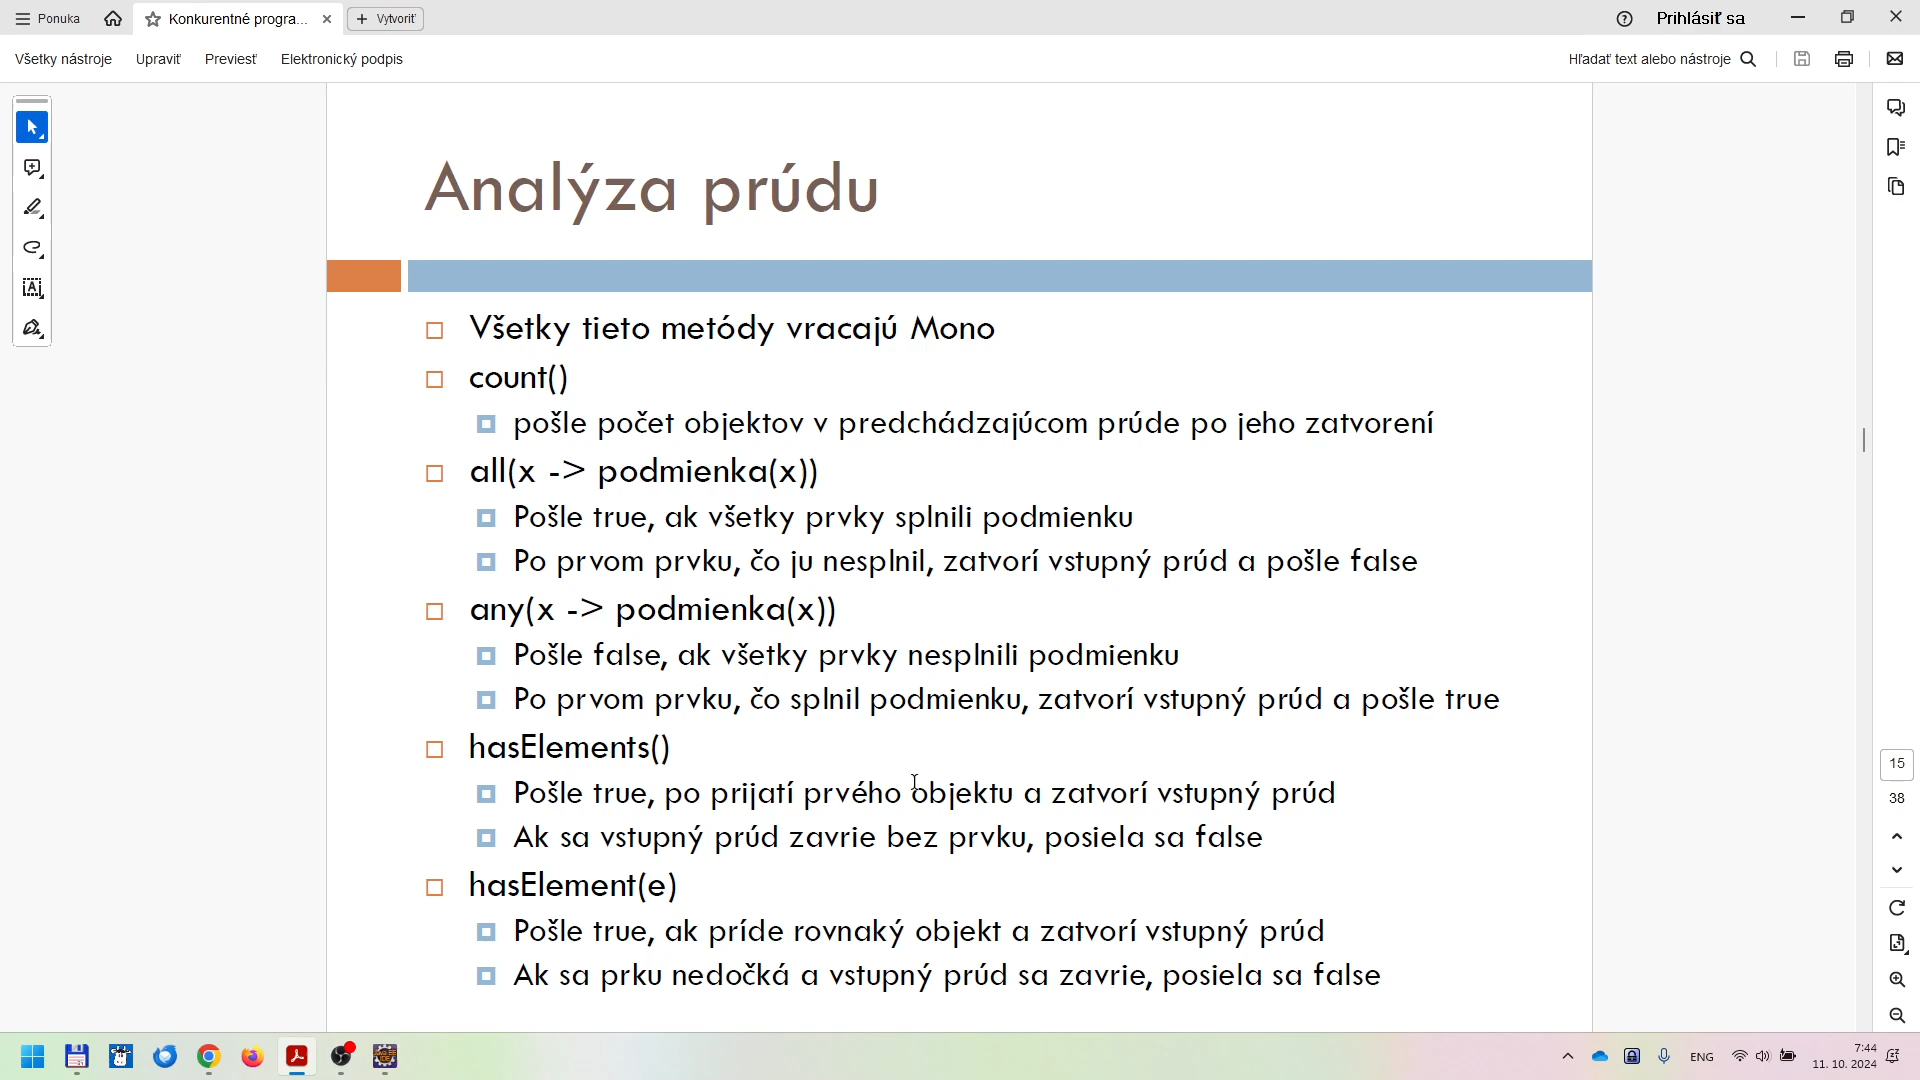 Ponuka
Konkurentné progra...
Vytvoriť
Prihlásiť sa
Všetky nástroje
Upraviť
Previesť
Elektronický podpis
Hľadať text alebo nástroje
Analýza prúdu
Všetky tieto metódy vracajú Mono
count()
pošle počet objektov v predchádzajúcom prúde po jeho zatvorení
all(x -> podmienka(x))
Pošle true, ak všetky prvky splnili podmienku
Po prvom prvku, čo ju nesplnil, zatvorí vstupný prúd a pošle false
any(x -> podmienka(x))
Pošle false, ak všetky prvky nesplnili podmienku
Po prvom prvku, čo splnil podmienku, zatvorí vstupný prúd a pošle true
hasElements()
Pošle true, po prijatí prvého objektu a zatvorí vstupný prúd
Ak sa vstupný prúd zavrie bez prvku, posiela sa false
hasElement(e)
Pošle true, ak príde rovnaký objekt a zatvorí vstupný prúd
Ak sa prku nedočká a vstupný prúd sa zavrie, posiela sa false
15
38
ENG
7:44
11. 10. 2024